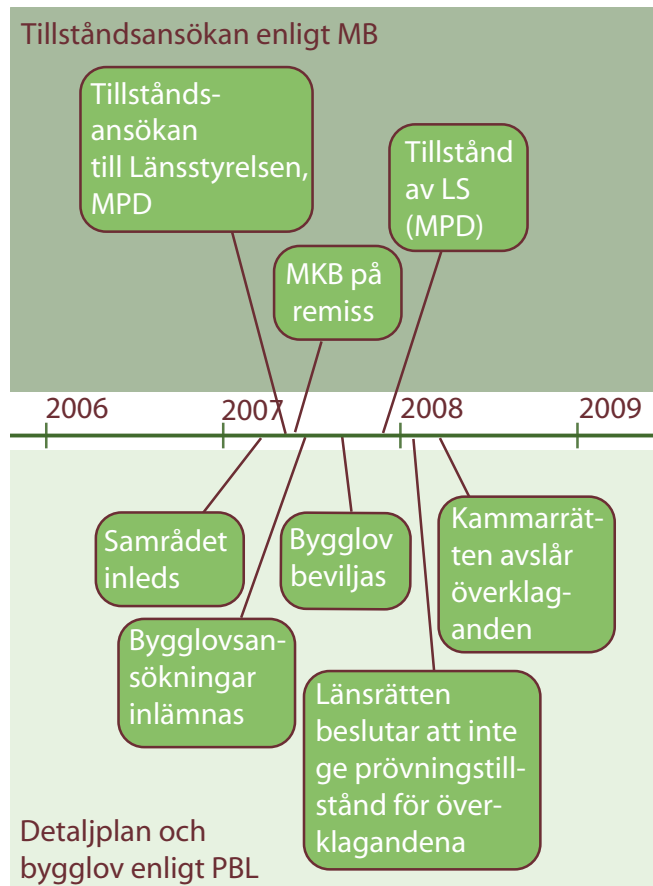 Tillståndsansökan enligt MB
Tillstånds-
ansökan
till Länsstyrelsen,
MPD
Tillstånd
av LS
(MPD)
MKB på
remiss
2006
2007
2008
2009
Samrådet
inleds
Bygglov
beviljas
Kammarrät-
ten avslår
överklag-
anden
Bygglovsan-
sökningar
inlämnas
Länsrätten
beslutar att inte
ge prövningstill-
stånd för över-
klagandena
Detaljplan och
bygglov enligt PBL